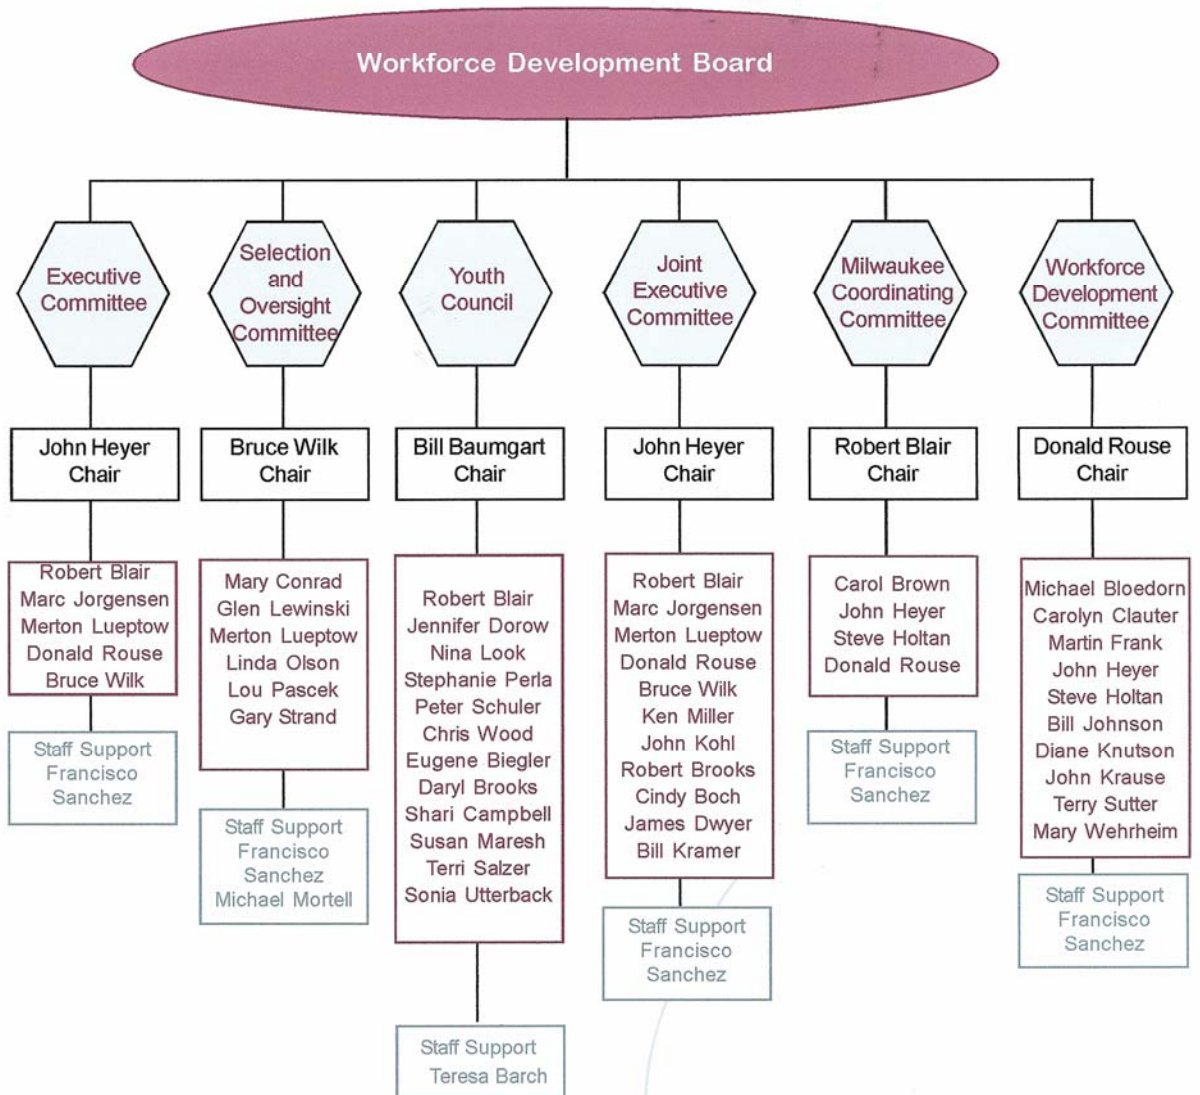 Workforce Development Board
Executive
Committee
Selection
and
Oversight
Committee
Youth
Council
Joint
Executive
Committee
Milwaukee
Coordinating
Committee
Workforce
Development
Committee
John Heyer
Chair
Bruce Wilk
Chair
Bill Baumgart
Chair
John Heyer
Chair
Robert Blair
Chair
Donald Rouse
Chair
Robert Blair
Marc Jorgensen
Merton Lueptow
Donald Rouse
Bruce Wilk
Mary Conrad
Glen Lewinski
Merton Lueptow
Linda Olson
Lou Pascek
Gary Strand
Robert Blair
Jennifer Dorow
Nina Look
Stephanie Perla
Peter Schuler
Chris Wood
Eugene Biegler
Daryl Brooks
Shari Campbell
Susan Maresh
Terri Salzer
Sonia Utterback
Robert Blair
Marc Jorgensen
Merton Lueptow
Donald Rouse
Bruce Wilk
Ken Miller
John Kohl
Robert Brooks
Cindy Boch
James Dwyer
Bill Kramer
Carol Brown
John Heyer
Steve Holtan
Donald Rouse
Michael Bloedorn
Carolyn Clauter
Martin Frank
John Heyer
Steve Holtan
Bill Johnson
Diane Knutson
John Krause
Terry Sutter
Mary Wehrheim
Staff Support
Francisco
Sanchez
Staff Support
Francisco
Sanchez
Michael Mortell
Staff Support
Teresa Barch
Staff Support
Francisco
Sanchez
Staff Support
Francisco
Sanchez
Staff Support
Francisco
Sanchez